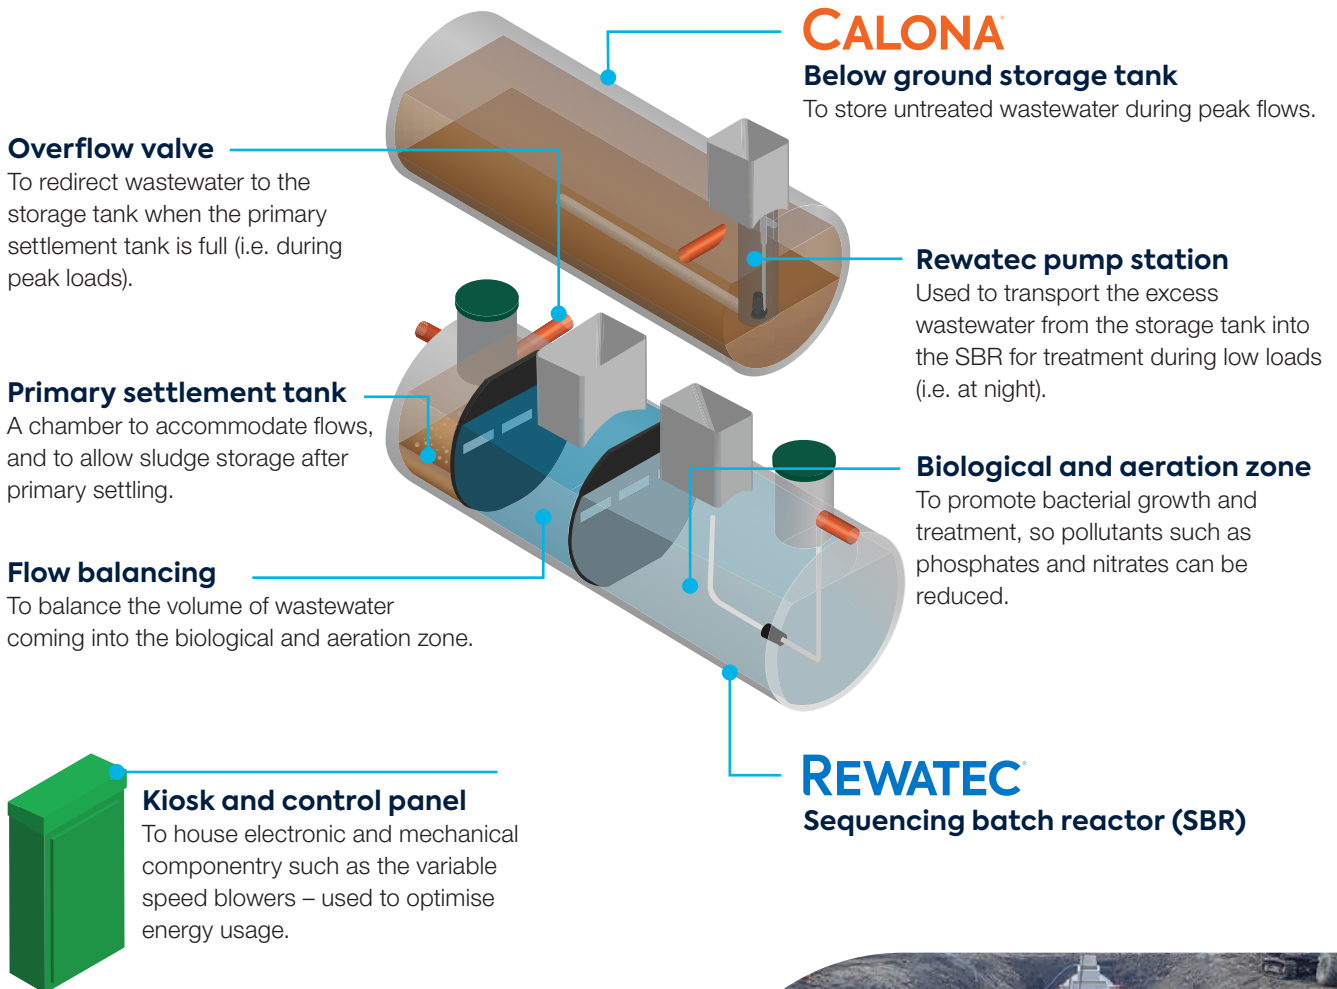 CALONA
Below ground storage tank
To store untreated wastewater during peak flows.
Overflow valve
To redirect wastewater to the
storage tank when the primary
settlement tank is full (i.e. during
peak loads).
Rewatec pump station
Used to transport the excess
wastewater from the storage tank into
the SBR for treatment during low loads
(i.e. at night).
Primary settlement tank
A chamber to accommodate flows,
and to allow sludge storage after
primary settling.
Biological and aeration zone
To promote bacterial growth and
treatment, so pollutants such as
phosphates and nitrates can be
reduced.
Flow balancing
To balance the volume of wastewater
coming into the biological and aeration zone.
REWATEC
Sequencing batch reactor (SBR)
Kiosk and control panel
To house electronic and mechanical
componentry such as the variable
speed blowers – used to optimise
energy usage.